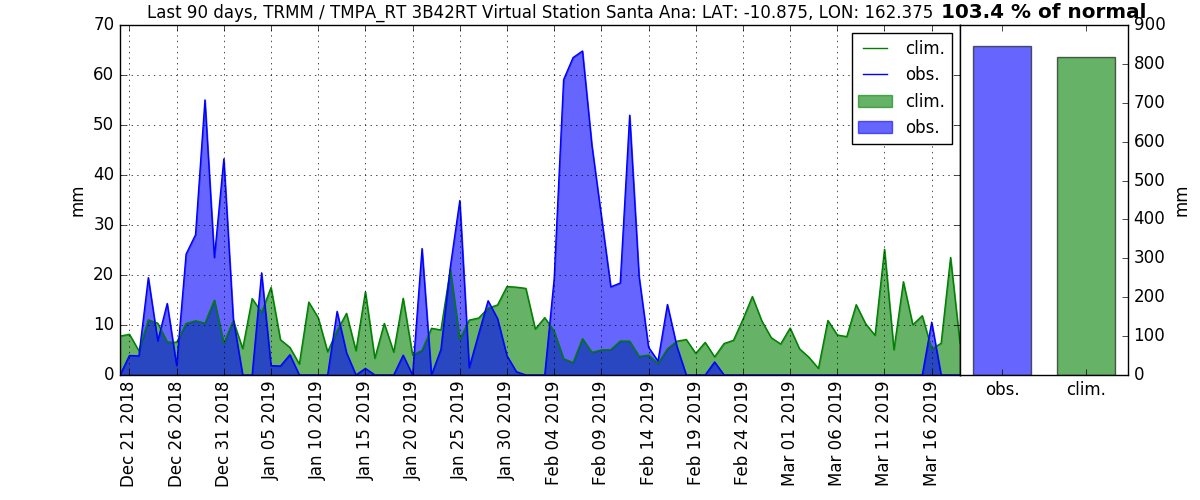 Last 90 days, TRMM / TMPA_RT 3B42RT Virtual Station Santa Ana: LAT: -10.875, LON: 162.375 103.4 % of normal
70
60
50
40
30
20
10
0
mm
clim.
obs.
clim.
obs.
900
800
700
600
500
400
300
200
100
0
mm
Dec 21 2018
Dec 26 2018
Dec 31 2018
Jan 05 2019
Jan 10 2019
Jan 15 2019
Jan 20 2019
Jan 25 2019
Jan 30 2019
Feb 04 2019
Feb 09 2019
Feb 14 2019
Feb 19 2019
Feb 24 2019
Mar 01 2019
Mar 06 2019
Mar 11 2019
Mar 16 2019
obs. clim.